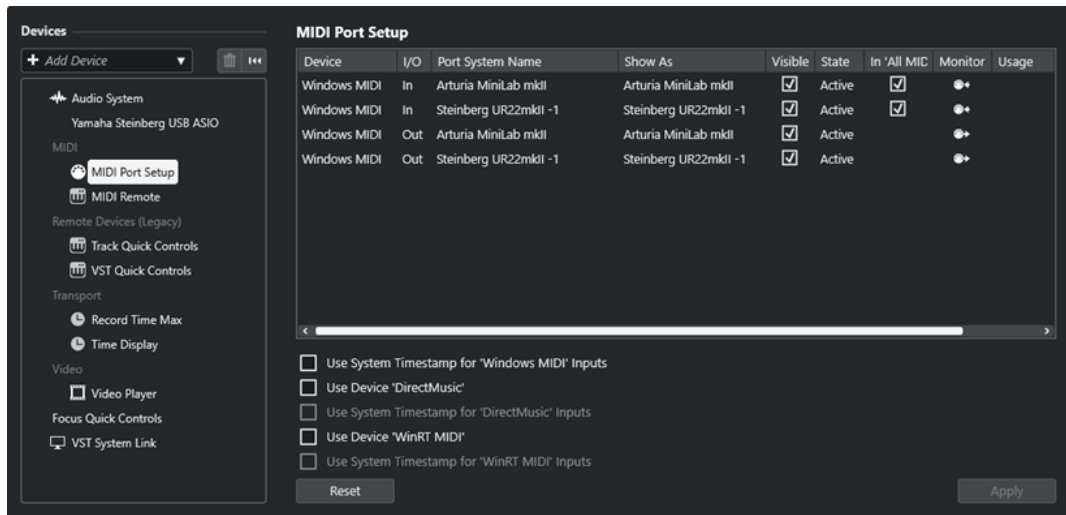 Devices
+ Add Device
Audio System
Yamaha Steinberg USB ASIO
MIDI
MIDI Port Setup
MIDI Remote
Remote Devices (Legacy)
Track Quick Controls
VST Quick Controls
Transport
Record Time Max
Time Display
Video
Video Player
Focus Quick Controls
VST System Link
MIDI Port Setup
Device I/O Port System Name Show As Visible State In 'All MIC Monitor Usage
Windows MIDI In Arturia MiniLab mkII Arturia MiniLab mkII Active
Windows MIDI In Steinberg UR22mkII -1 Steinberg UR22mkII -1 Active
Windows MIDI Out Arturia MiniLab mkII Arturia MiniLab mkII Active
Windows MIDI Out Steinberg UR22mkII -1 Steinberg UR22mkII -1 Active
Use System Timestamp for 'Windows MIDI' Inputs
Use Device 'DirectMusic'
Use System Timestamp for 'DirectMusic' Inputs
Use Device 'WinRT MIDI'
Use System Timestamp for 'WinRT MIDI' Inputs
Reset
Apply